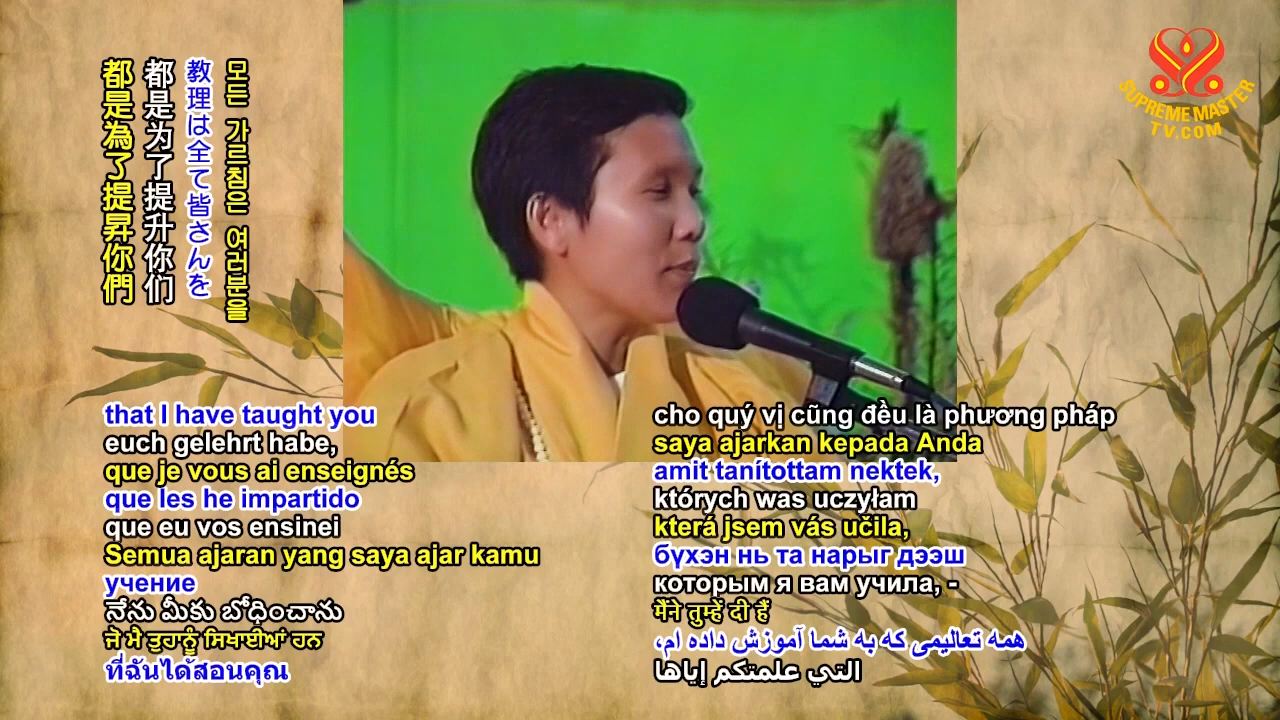 都是為了提昇你們
都是为了提升你们
教理は全て皆さんを
모든 가르침은 여러분을
SUPREME MASTER
TV.COM
that I have taught you
euch gelehrt habe,
que je vous ai enseignés
que les he impartido
que eu vos ensinei
Semua ajaran yang saya ajar kamu
учение
నేను మీకు బోధించాను
ਜੋ ਮੈ ਤੁਹਾਨੂੰ ਸਿਖਾਈਆਂ ਹਨ
ที่ฉันได้สอนคุณ
cho quý vị cũng đều là phương pháp
saya ajarkan kepada Anda
amit tanítottam nektek,
których was uczyłam
která jsem vás učila,
бүхэн нь та нарыг дээш
которым я вам учила, -
मैंने तुम्हें दी हैं
همه تعالیمی که به شما آموزش داده ام،
التي علمتكم إياها